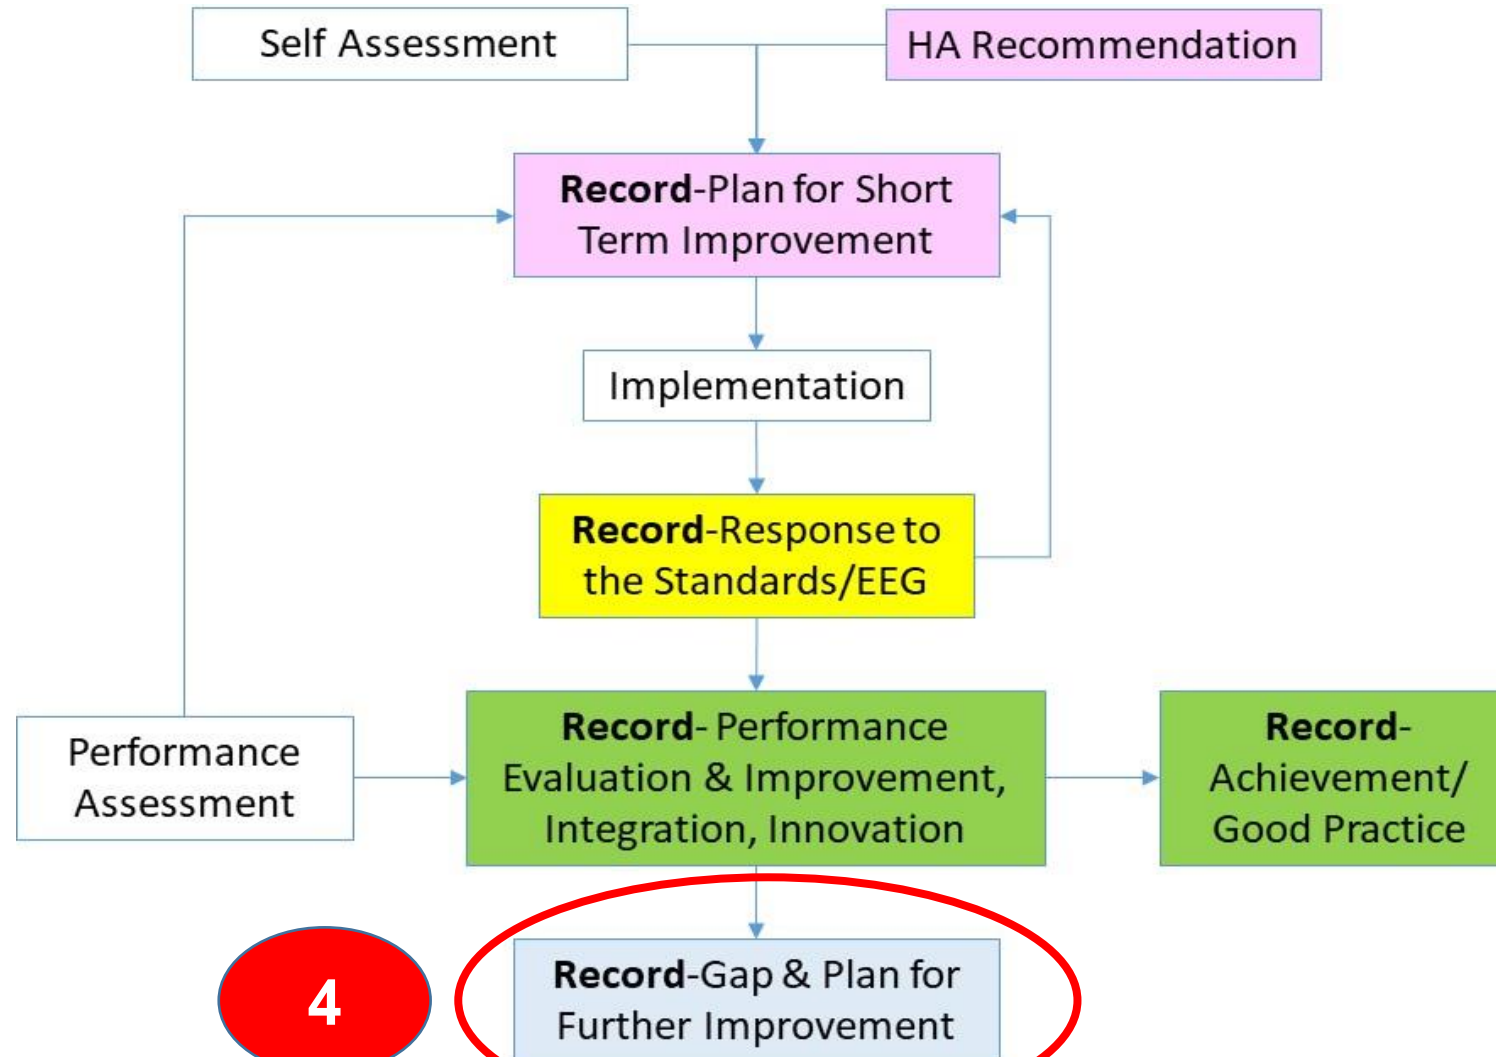 Self Assessment
HA Recommendation
Record-Plan for Short
Term Improvement
Implementation
Record-Response to
the Standards/EEG
Performance
Assessment
Record- Performance
Evaluation & Improvement,
Integration, Innovation
Record-
Achievement/
Good Practice
4
Record-Gap & Plan for
Further Improvement